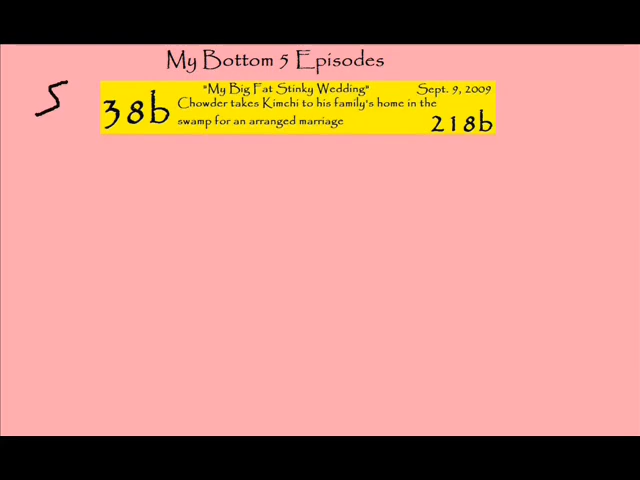 My Bottom 5 Episodes
5
38b
"My Big Fat Stinky Wedding" Sept. 9, 2009
Chowder takes Kimchi to his family's home in the
swamp for an arranged marriage
218b